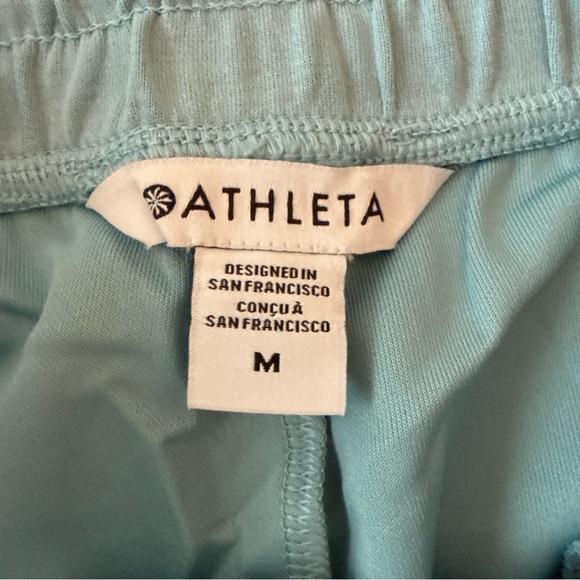 ATHLETA
DESIGNED IN
SAN FRANCISCO
CONÇU À
SAN FRANCISCO
M